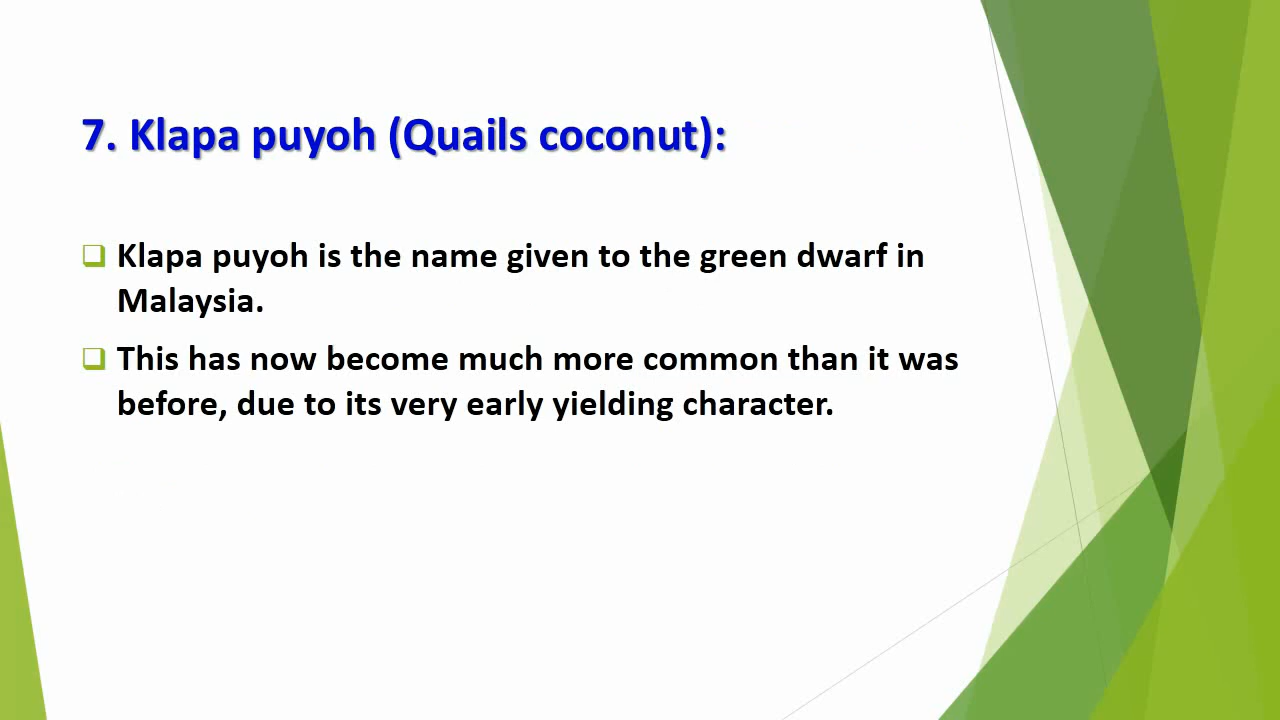 7. Klapa puyoh (Quails coconut):
Klapa puyoh is the name given to the green dwarf in
Malaysia.
This has now become much more common than it was
before, due to its very early yielding character.